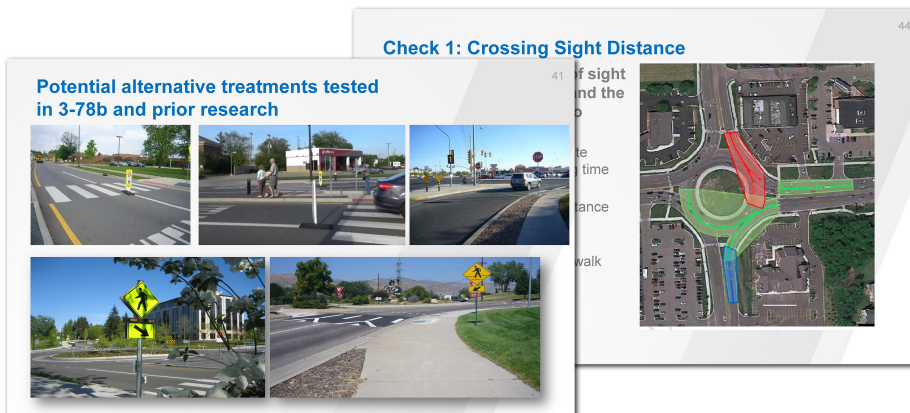 44
Check 1: Crossing Sight Distance
of sight
and the
time
tance
walk
41
Potential alternative treatments tested
in 3-78b and prior research
STOP